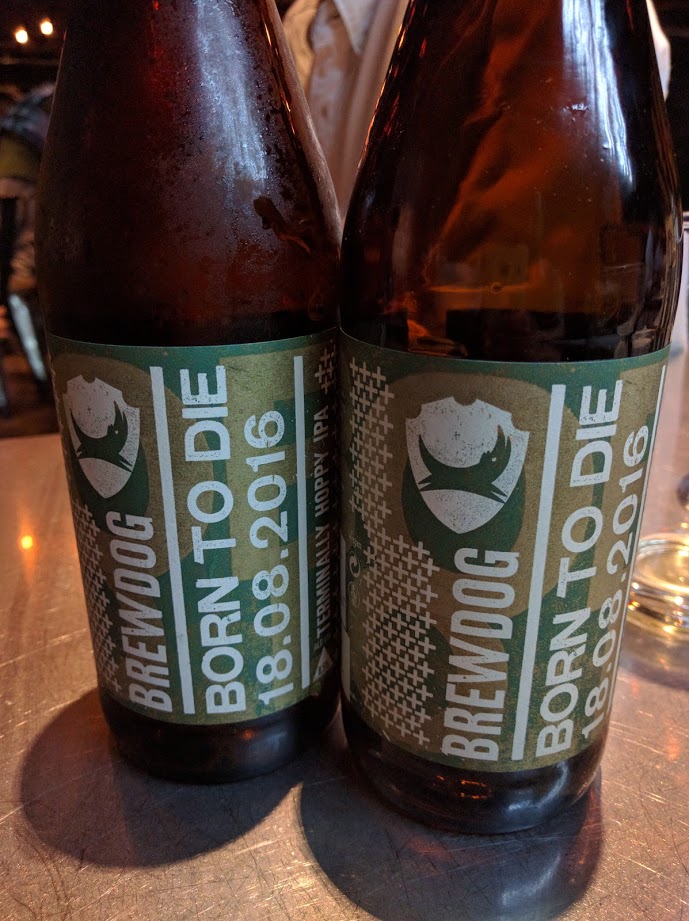 BREWDOG
BORN TO DIE
18.08.2016
TERMINALLY HOPPY IPA
BREWDOG
BORN TO DIE
18.08.2016